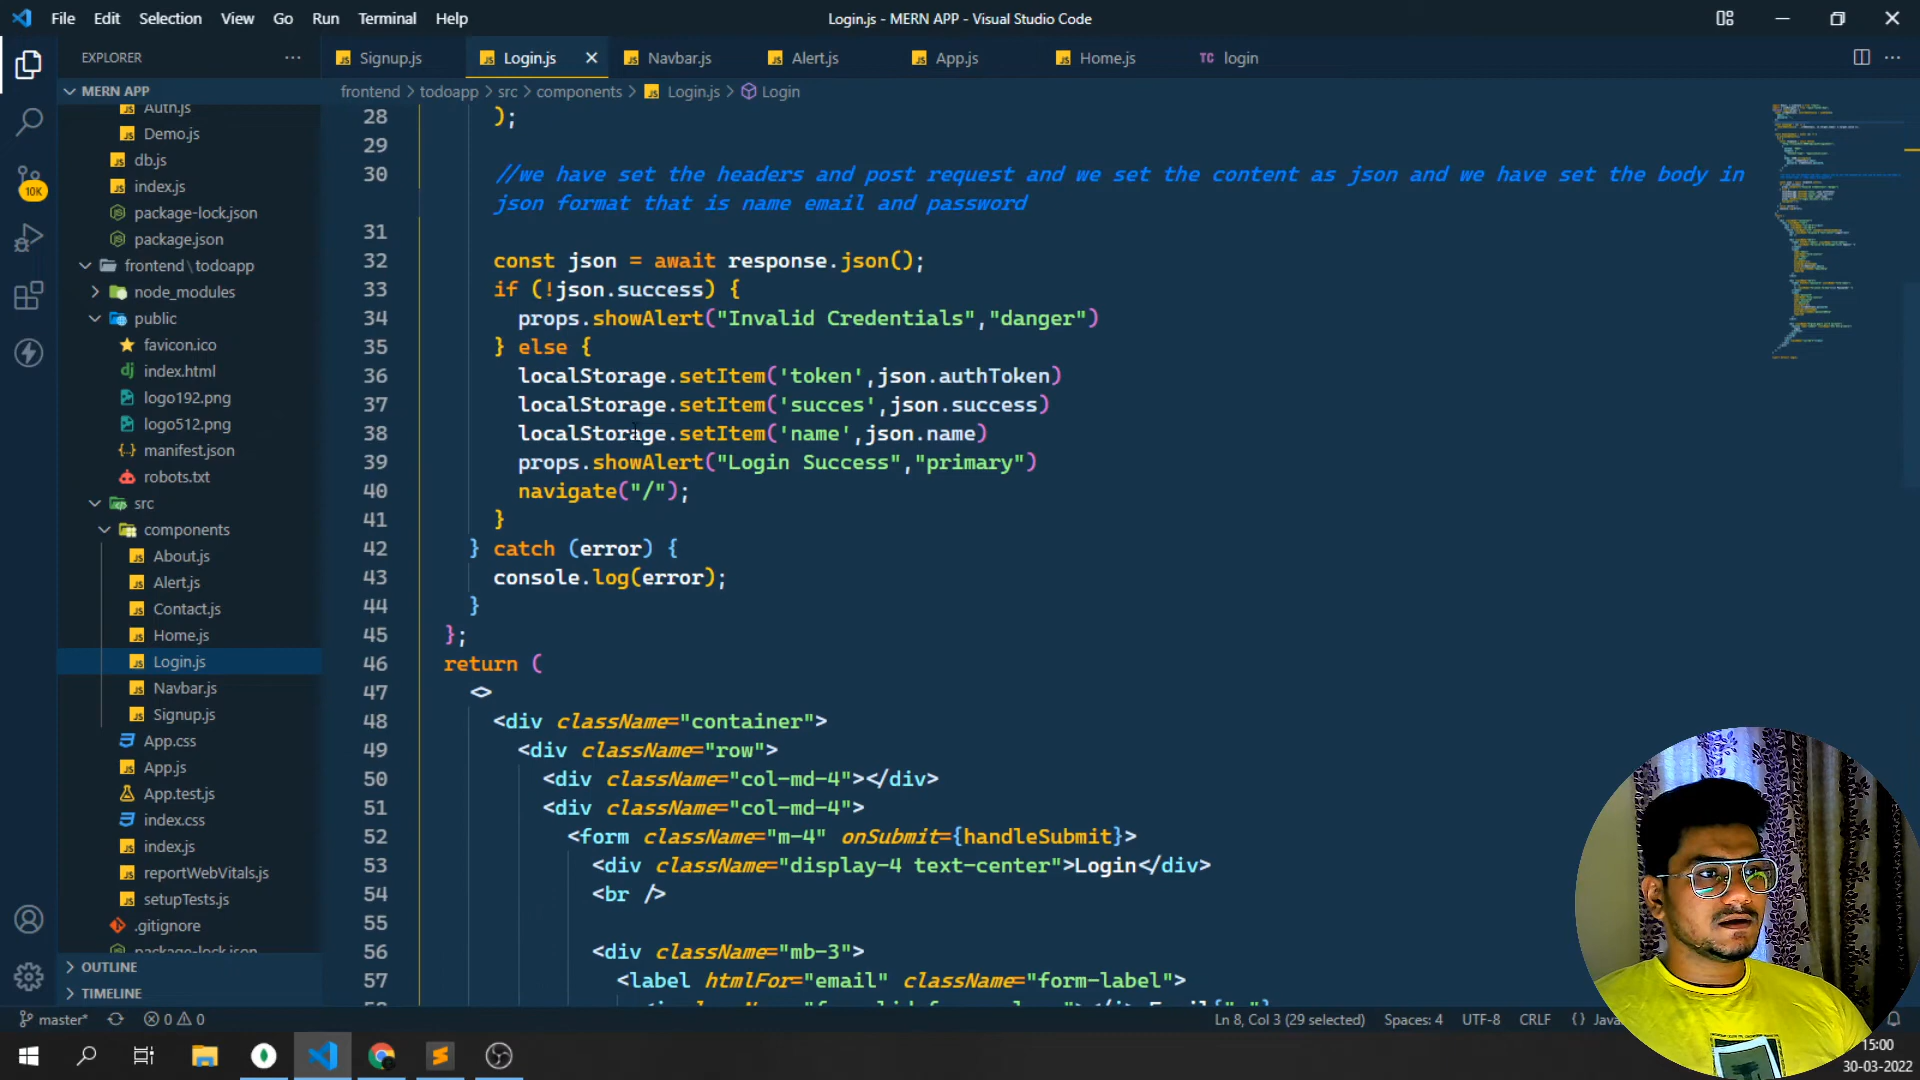 File Edit Selection View Go Run Terminal Help
Login.js - MERN APP - Visual Studio Code
EXPLORER
Signup.js
Login.js
Navbar.js
Alert.js
App.js
Home.js
TC login
MERN APP
frontend > todoapp > src > components > Login.js > Login
Auth.js
Demo.js
db.js
index.js
package-lock.json
package.json
frontend\todoapp
node_modules
public
favicon.ico
index.html
logo192.png
logo512.png
manifest.json
robots.txt
src
components
About.js
Alert.js
Contact.js
Home.js
Login.js
Navbar.js
Signup.js
App.css
App.js
App.test.js
index.css
index.js
reportWebVitals.js
setupTests.js
.gitignore
package-lock.json
OUTLINE
TIMELINE
10K
28 );
29
30 //we have set the headers and post request and we set the content as json and we have set the body in
json format that is name email and password
31
32 const json = await response.json();
33 if (!json.success) {
34 props.showAlert("Invalid Credentials","danger")
35 } else {
36 localStorage.setItem('token',json.authToken)
37 localStorage.setItem('succes',json.success)
38 localStorage.setItem('name',json.name)
39 props.showAlert("Login Success","primary")
40 navigate("/");
41 }
42 } catch (error) {
43 console.log(error);
44 }
45 };
46 return (
47 <>
48 <div className="container">
49 <div className="row">
50 <div className="col-md-4"></div>
51 <div className="col-md-4">
52 <form className="m-4" onSubmit={handleSubmit}>
53 <div className="display-4 text-center">Login</div>
54 <br />
55
56 <div className="mb-3">
57 <label htmlFor="email" className="form-label">
master* 0 0
Ln 8, Col 3 (29 selected) Spaces: 4 UTF-8 CRLF {}
15:00
30-03-2022